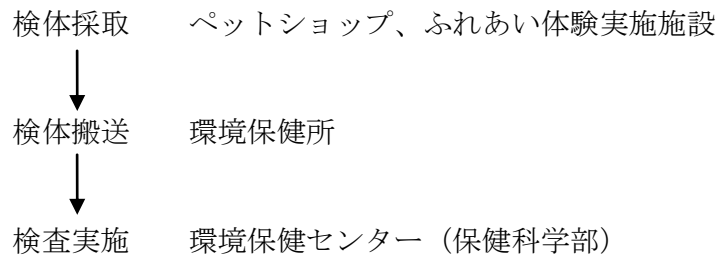 検体採取　　ペットショップ、ふれあい体験実施施設
検体搬送　　環境保健所
検査実施　　環境保健センター（保健科学部）